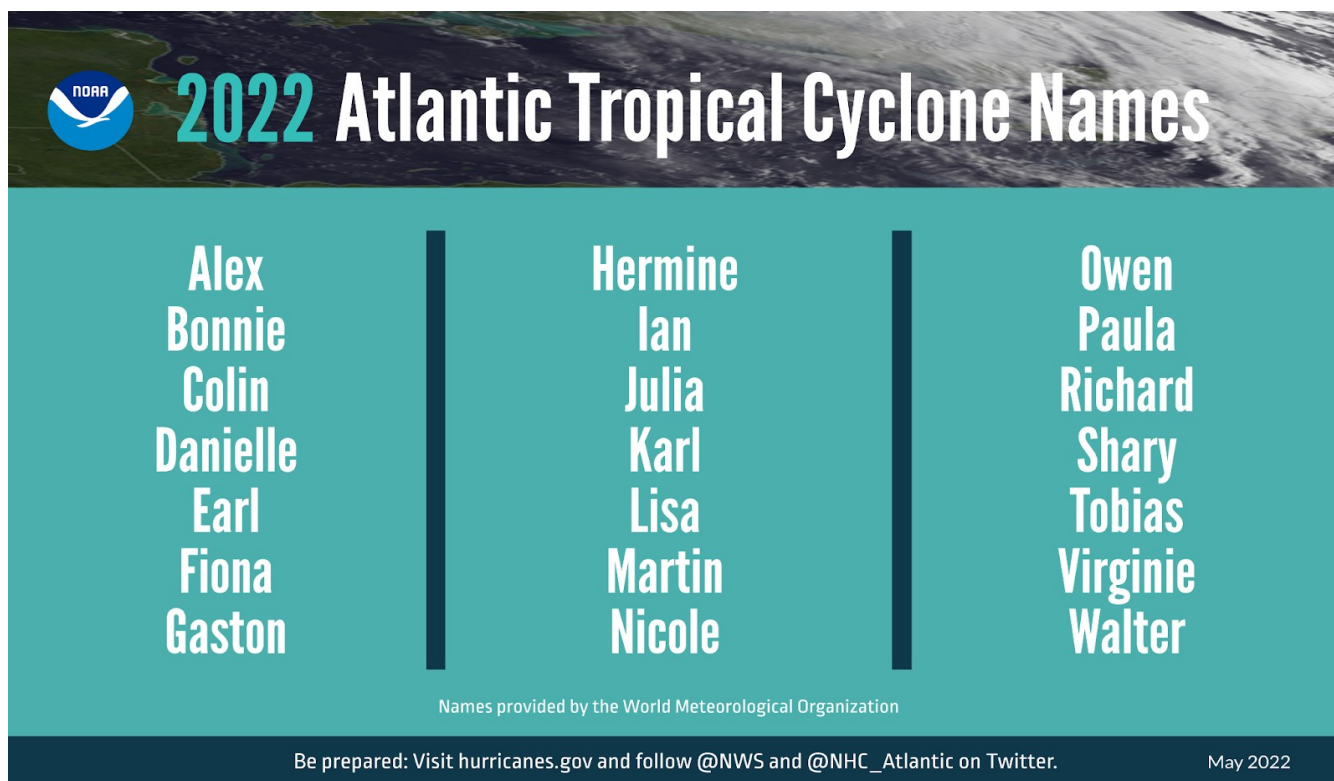 NOAA
2022 Atlantic Tropical Cyclone Names
Alex
Bonnie
Colin
Danielle
Earl
Fiona
Gaston
Hermine
Ian
Julia
Karl
Lisa
Martin
Nicole
Owen
Paula
Richard
Shary
Tobias
Virginie
Walter
Names provided by the World Meteorological Organization
Be prepared: Visit hurricanes.gov and follow @NWS and @NHC_Atlantic on Twitter.
May 2022